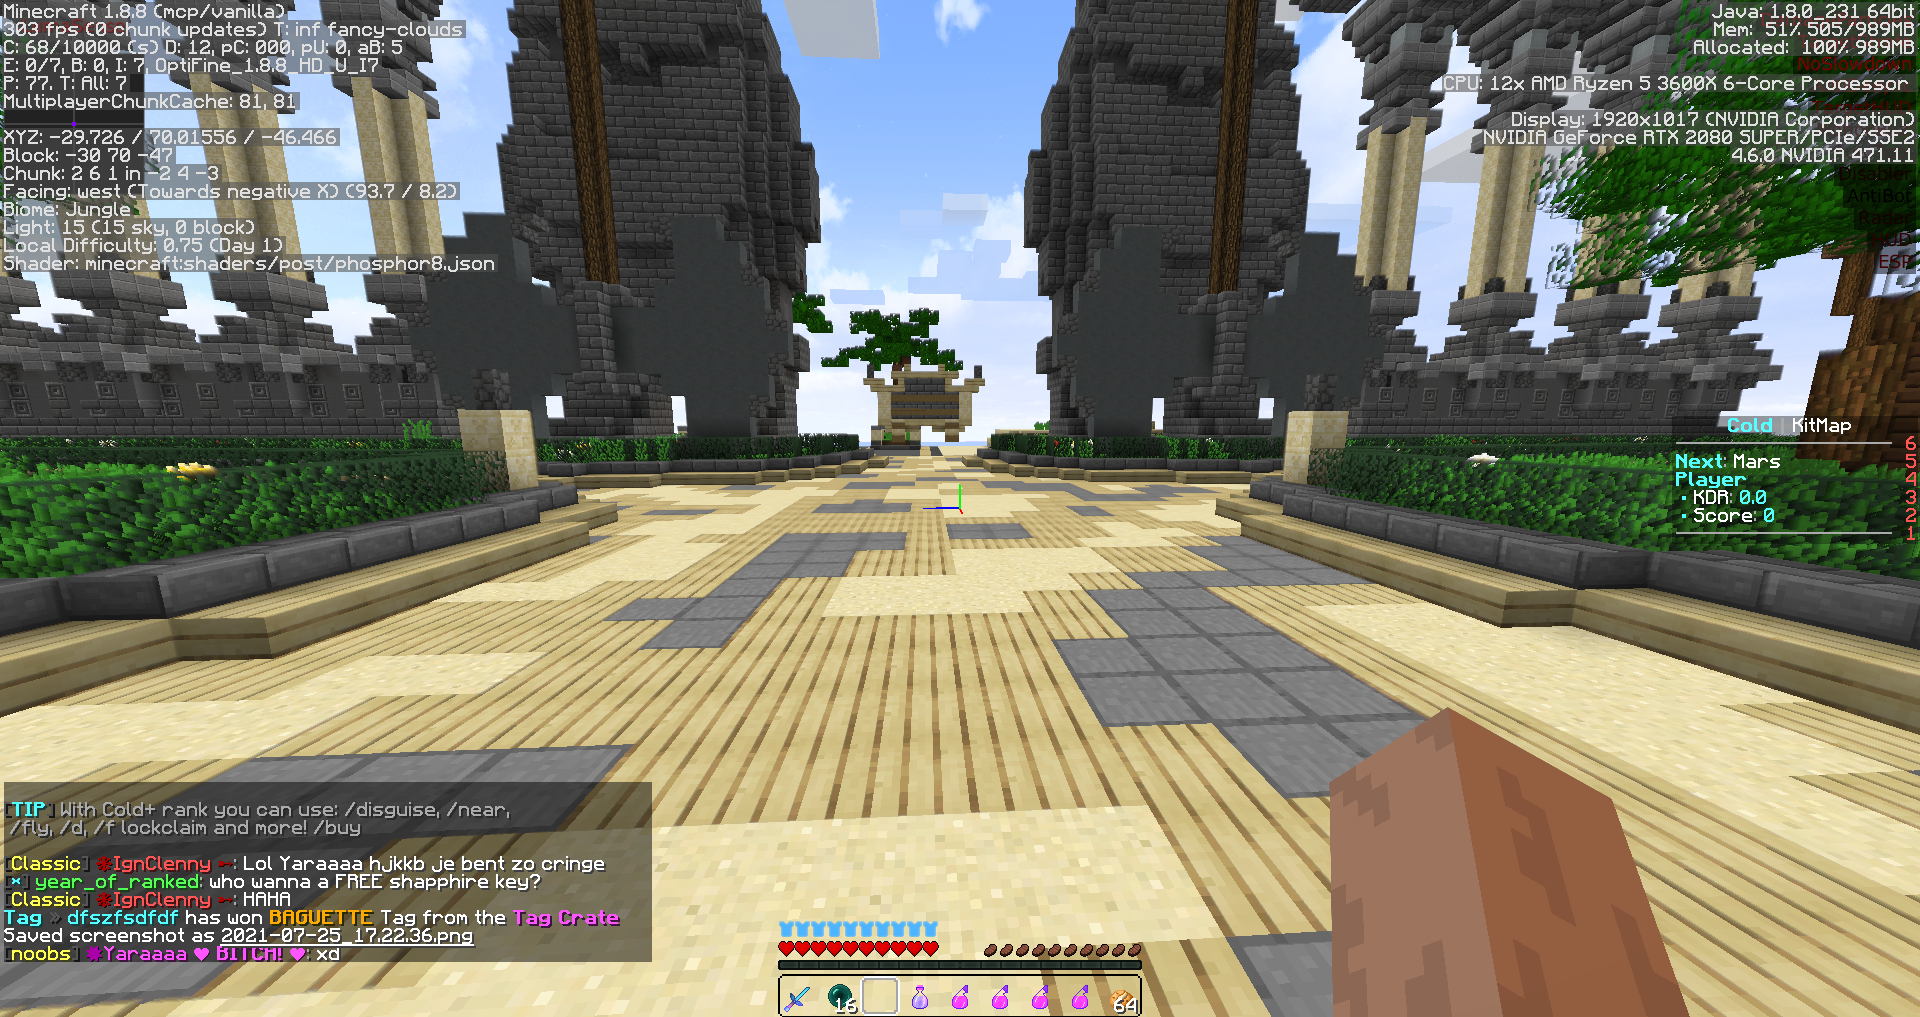 Minecraft 1.8.8 (mcp/vanilla)
303 fps (0 chunk updates) T: inf fancy-clouds
C: 68/10000 (s) D: 12, pC: 000, pU: 0, aB: 5
E: 0/7, B: 0, I: 7, OptiFine_1.8.8_HD_U_I7
P: 77, T: All: 7
MultiplayerChunkCache: 81, 81
XYZ: -29.726 / 70.01556 / -46.466
Block: -30 70 -47
Chunk: 2 6 1 in -2 4 -3
Facing: west (Towards negative X) (93.7 / 8.2)
Biome: Jungle
Light: 15 (15 sky, 0 block)
Local Difficulty: 0.75 (Day 1)
Shader: minecraft:shaders/post/phosphor8.json
Java: 1.8.0_231 64bit
Mem: 51% 505/989MB
Allocated: 100% 989MB
NoSlowdown
CPU: 12x AMD Ryzen 5 3600X 6-Core Processor
Display: 1920x1017 (NVIDIA Corporation)
NVIDIA GeForce RTX 2080 SUPER/PCIe/SSE2
4.6.0 NVIDIA 471.11
Disabler
AntiBot
Radar
ESP
Cold | KitMap
6
Next: Mars 5
Player 4
• KDR: 0.0 3
• Score: 0 2
1
[TIP] With Cold+ rank you can use: /disguise, /near,
/fly, /d, /f lockclaim and more! /buy
[Classic] IgnClenny: Lol Yaraaaa hjkkb je bent zo cringe
year_of_ranked: who wanna a FREE shapphire key?
[Classic] IgnClenny: HAHA
Tag » dfszfsdfdf has won BAGUETTE Tag from the Tag Crate
Saved screenshot as 2021-07-25_17.22.36.png
[noobs] Yaraaaa ♥ BITCH! ♥: xd
16
64